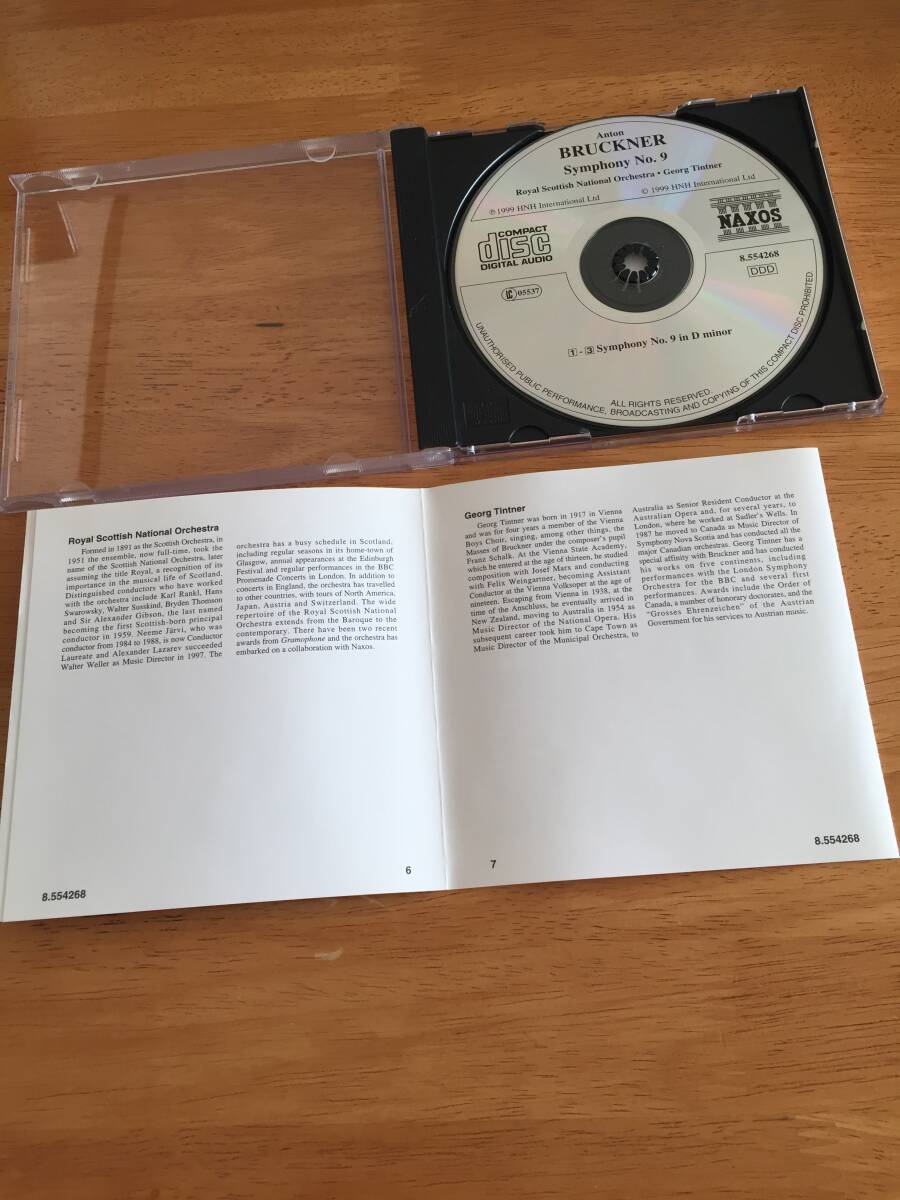 Anton
BRUCKNER
Symphony No. 9
Royal Scottish National Orchestra • Georg Tintner
℗ 1999 HNH International Ltd
© 1999 HNH International Ltd
COMPACT
disc
DIGITAL AUDIO
NAXOS
8.554268
DDD
LC 05537
1 - 3 Symphony No. 9 in D minor
ALL RIGHTS RESERVED.
UNAUTHORISED PUBLIC PERFORMANCE, BROADCASTING AND COPYING OF THIS COMPACT DISC PROHIBITED.
Royal Scottish National Orchestra
Formed in 1891 as the Scottish Orchestra, in
1951 the ensemble, now full-time, took the
name of the Scottish National Orchestra, later
assuming the title Royal, a recognition of its
importance in the musical life of Scotland.
Distinguished conductors who have worked
with the orchestra include Karl Rankl, Hans
Swarowsky, Walter Susskind, Bryden Thomson
and Sir Alexander Gibson, the last named
becoming the first Scottish-born principal
conductor in 1959. Neeme Järvi, who was
conductor from 1984 to 1988, is now Conductor
Laureate and Alexander Lazarev succeeded
Walter Weller as Music Director in 1997. The
orchestra has a busy schedule in Scotland,
including regular seasons in its home-town of
Glasgow, annual appearances at the Edinburgh
Festival and regular performances in the BBC
Promenade Concerts in London. In addition to
concerts in England, the orchestra has travelled
to other countries, with tours of North America,
Japan, Austria and Switzerland. The wide
repertoire of the Royal Scottish National
Orchestra extends from the Baroque to the
contemporary. There have been two recent
awards from Gramophone and the orchestra has
embarked on a collaboration with Naxos.
8.554268
6
Georg Tintner
Georg Tintner was born in 1917 in Vienna
and was for four years a member of the Vienna
Boys Choir, singing, among other things, the
Masses of Bruckner under the composer's pupil
Franz Schalk. At the Vienna State Academy,
which he entered at the age of thirteen, he studied
composition with Josef Marx and conducting
with Felix Weingartner, becoming Assistant
Conductor at the Vienna Volksoper at the age of
nineteen. Escaping from Vienna in 1938, at the
time of the Anschluss, he eventually arrived in
New Zealand, moving to Australia in 1954 as
Music Director of the National Opera. His
subsequent career took him to Cape Town as
Music Director of the Municipal Orchestra, to
Australia as Senior Resident Conductor at the
Australian Opera and, for several years, to
London, where he worked at Sadler's Wells. In
1987 he moved to Canada as Music Director of
Symphony Nova Scotia and has conducted all the
major Canadian orchestras. Georg Tintner has a
special affinity with Bruckner and has conducted
his works on five continents, including
performances with the London Symphony
Orchestra for the BBC and several first
performances. Awards include the Order of
Canada, a number of honorary doctorates, and the
"Grosses Ehrenzeichen" of the Austrian
Government for his services to Austrian music.
7
8.554268